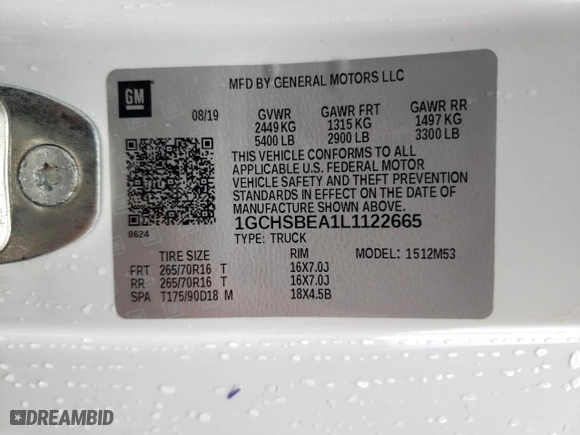 MFD BY GENERAL MOTORS LLC
GM
08/19 GVWR GAWR FRT GAWR RR
2449 KG 1315 KG 1497 KG
5400 LB 2900 LB 3300 LB
THIS VEHICLE CONFORMS TO ALL
APPLICABLE U.S. FEDERAL MOTOR
VEHICLE SAFETY AND THEFT PREVENTION
STANDARDS IN EFFECT ON THE DATE OF
MANUFACTURE SHOWN ABOVE.
8624
1GCHSBEA1L1122665
TYPE: TRUCK
TIRE SIZE RIM MODEL: 1512M53
FRT 265/70R16 T 16X7.0J
RR 265/70R16 T 16X7.0J
SPA T175/90D18 M 18X4.5B
DREAMBID